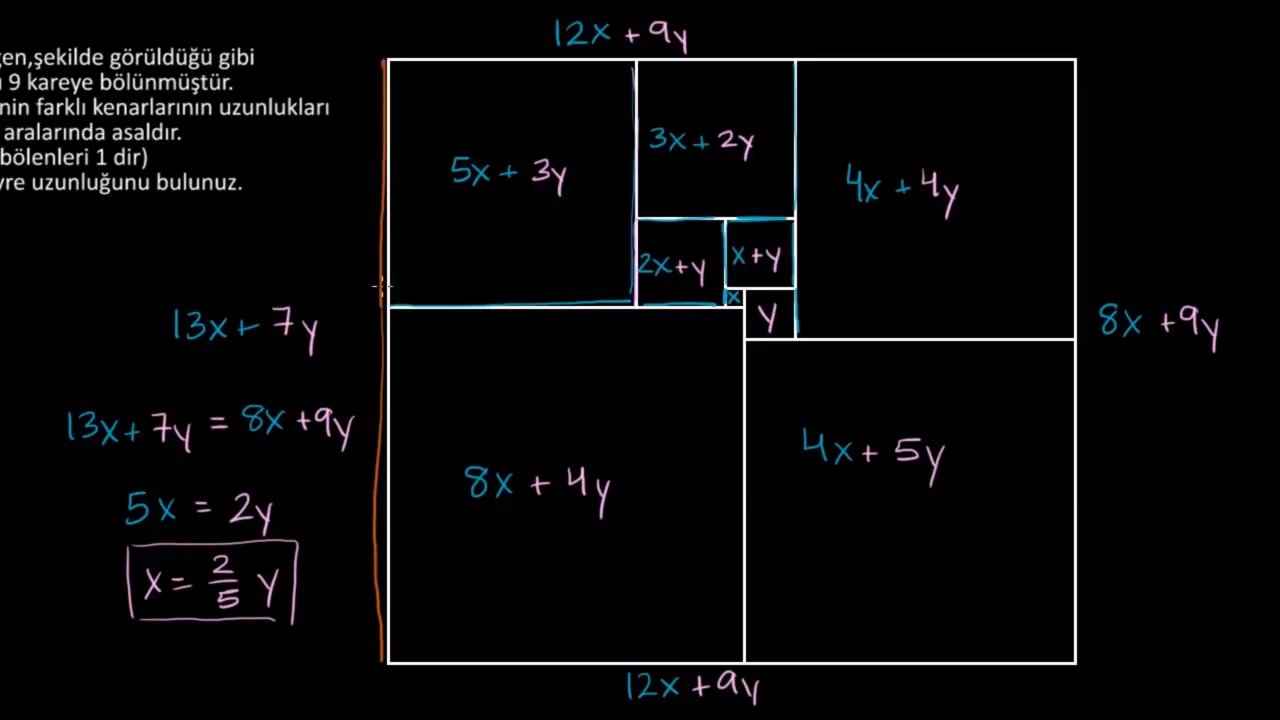 12x + 9y
gen,şekilde görüldüğü gibi
9 kareye bölünmüştür.
nin farklı kenarlarının uzunlukları
aralarında asaldır.
bölenleri 1 dir)
vre uzunluğunu bulunuz.
5x + 3y
3x + 2y
4x + 4y
2x+y
x+y
x
y
13x + 7y
8x +9y
13x+ 7y = 8x +9y
4x + 5y
8x + 4y
5x = 2y
x = 2/5 y
12x +9y